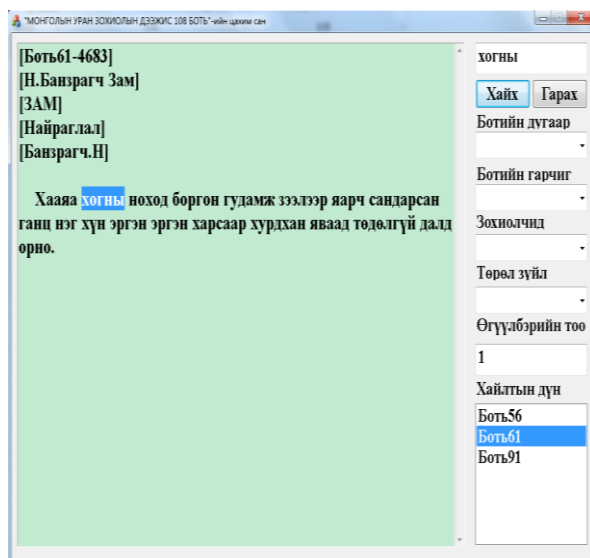 "МОНГОЛЫН УРАН ЗОХИОЛЫН ДЭЭЖИС 108 БОТЬ"-ийн цахим сан
[Боть61-4683]
[Н.Банзрагч Зам]
[ЗАМ]
[Найраглал]
[Банзрагч.Н]
Хааяа хогны ноход боргон гудамж зээлээр яарч сандарсан
ганц нэг хүн эргэн эргэн харсаар хурдхан яваад төдөлгүй далд
орно.
хогны
Хайх Гарах
Ботийн дугаар
Ботийн гарчиг
Зохиолчид
Төрөл зүйл
Өгүүлбэрийн тоо
1
Хайлтын дүн
Боть56
Боть61
Боть91